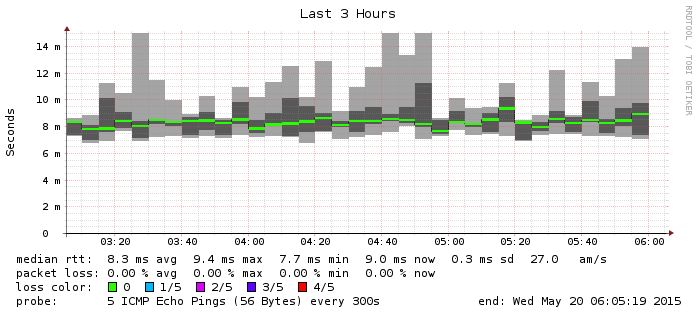 Last 3 Hours
RRDTOOL / TOBI OETIKER
Seconds
14 m
12 m
10 m
8 m
6 m
4 m
2 m
0
03:20 03:40 04:00 04:20 04:40 05:00 05:20 05:40 06:00
median rtt: 8.3 ms avg 9.4 ms max 7.7 ms min 9.0 ms now 0.3 ms sd 27.0 am/s
packet loss: 0.00 % avg 0.00 % max 0.00 % min 0.00 % now
loss color: 0 1/5 2/5 3/5 4/5
probe: 5 ICMP Echo Pings (56 Bytes) every 300s end: Wed May 20 06:05:19 2015